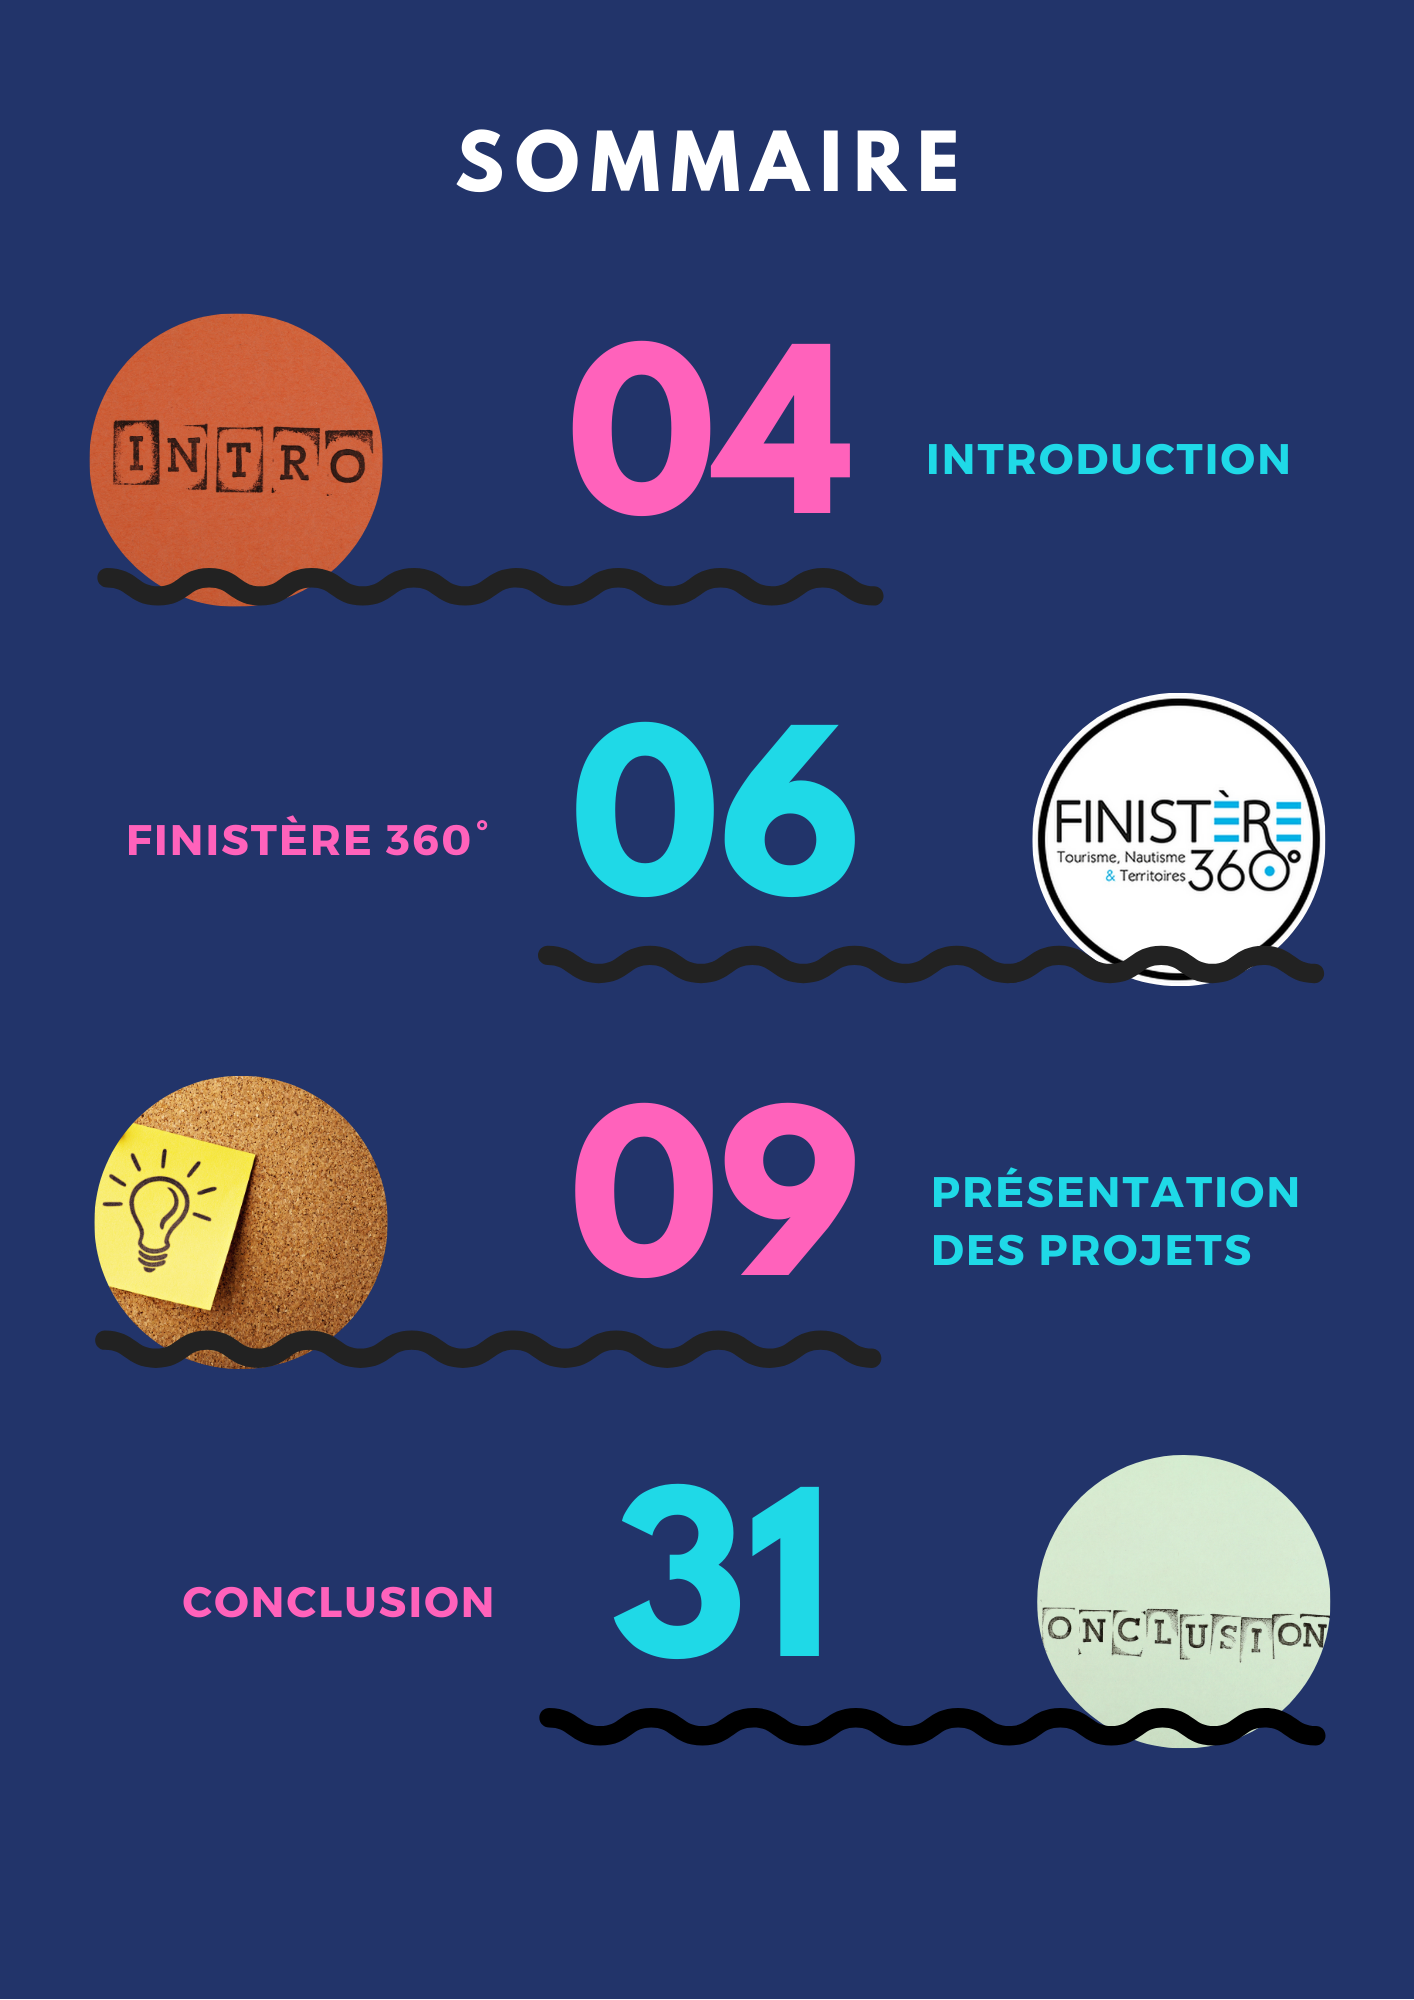 SOMMAIRE
INTRO
04
INTRODUCTION
FINISTÈRE 360°
06
FINISTÈRE
Tourisme, Nautisme
& Territoires 360°
09
PRÉSENTATION
DES PROJETS
CONCLUSION
31
ONCLUSION